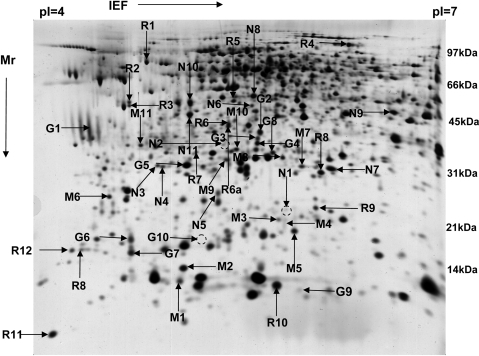 pI=4 IEF pI=7
Mr
R1 N8 R4
R5
97kDa
R2 N10
66kDa
R3 N6 G2 N9
M11 M10
G1 R6 G8 M7 45kDa
G3 R8
N2 M8 G4
G5 N11
R7 N7 31kDa
N3 N4 M9 R6a N1
M6
R9
N5 M3 M4
21kDa
G6 G10
R12 G7 M5
R8 M2 14kDa
G9
M1 R10
R11